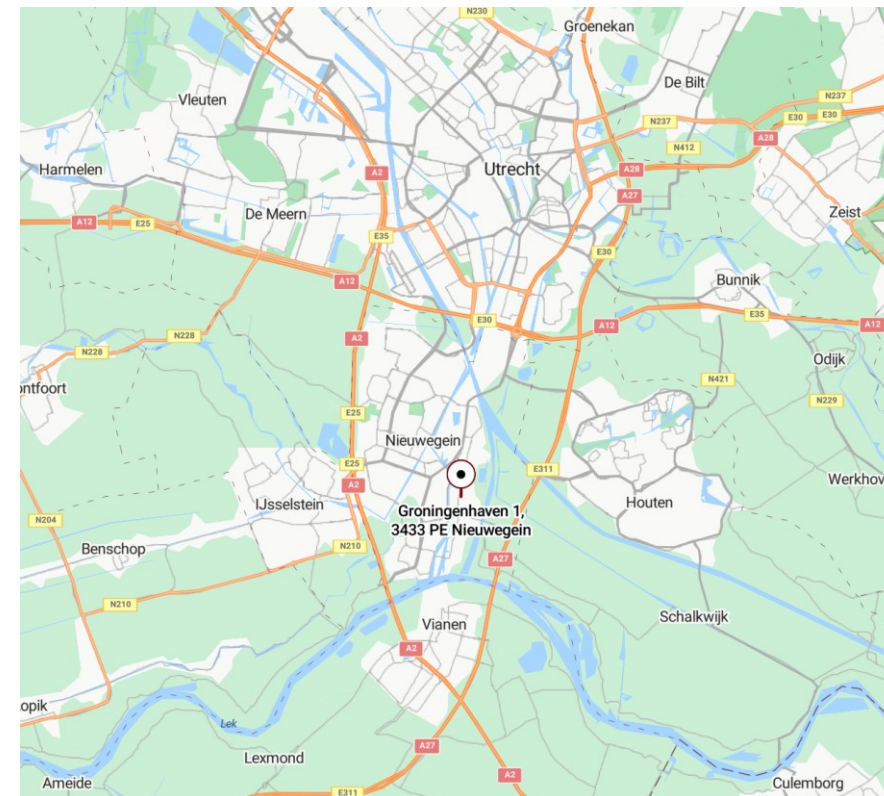 N230
Groenekan
De Bilt
Vleuten
N237
E30
E30
N237
A28
N412
Harmelen
A2
Utrecht
A28
A27
Zeist
De Meern
A12
E25
E35
E30
A12
Bunnik
E30
A12
E35
A12
N228
N228
A2
Odijk
ontfoort
N421
N229
E25
Nieuwegein
E25
E311
Werkhov
A2
IJsselstein
Houten
Groningenhaven 1,
3433 PE Nieuwegein
N204
Benschop
N210
A27
N210
Schalkwijk
Vianen
A2
opik
Lek
A27
Lexmond
A2
Ameide
E311
Culemborg